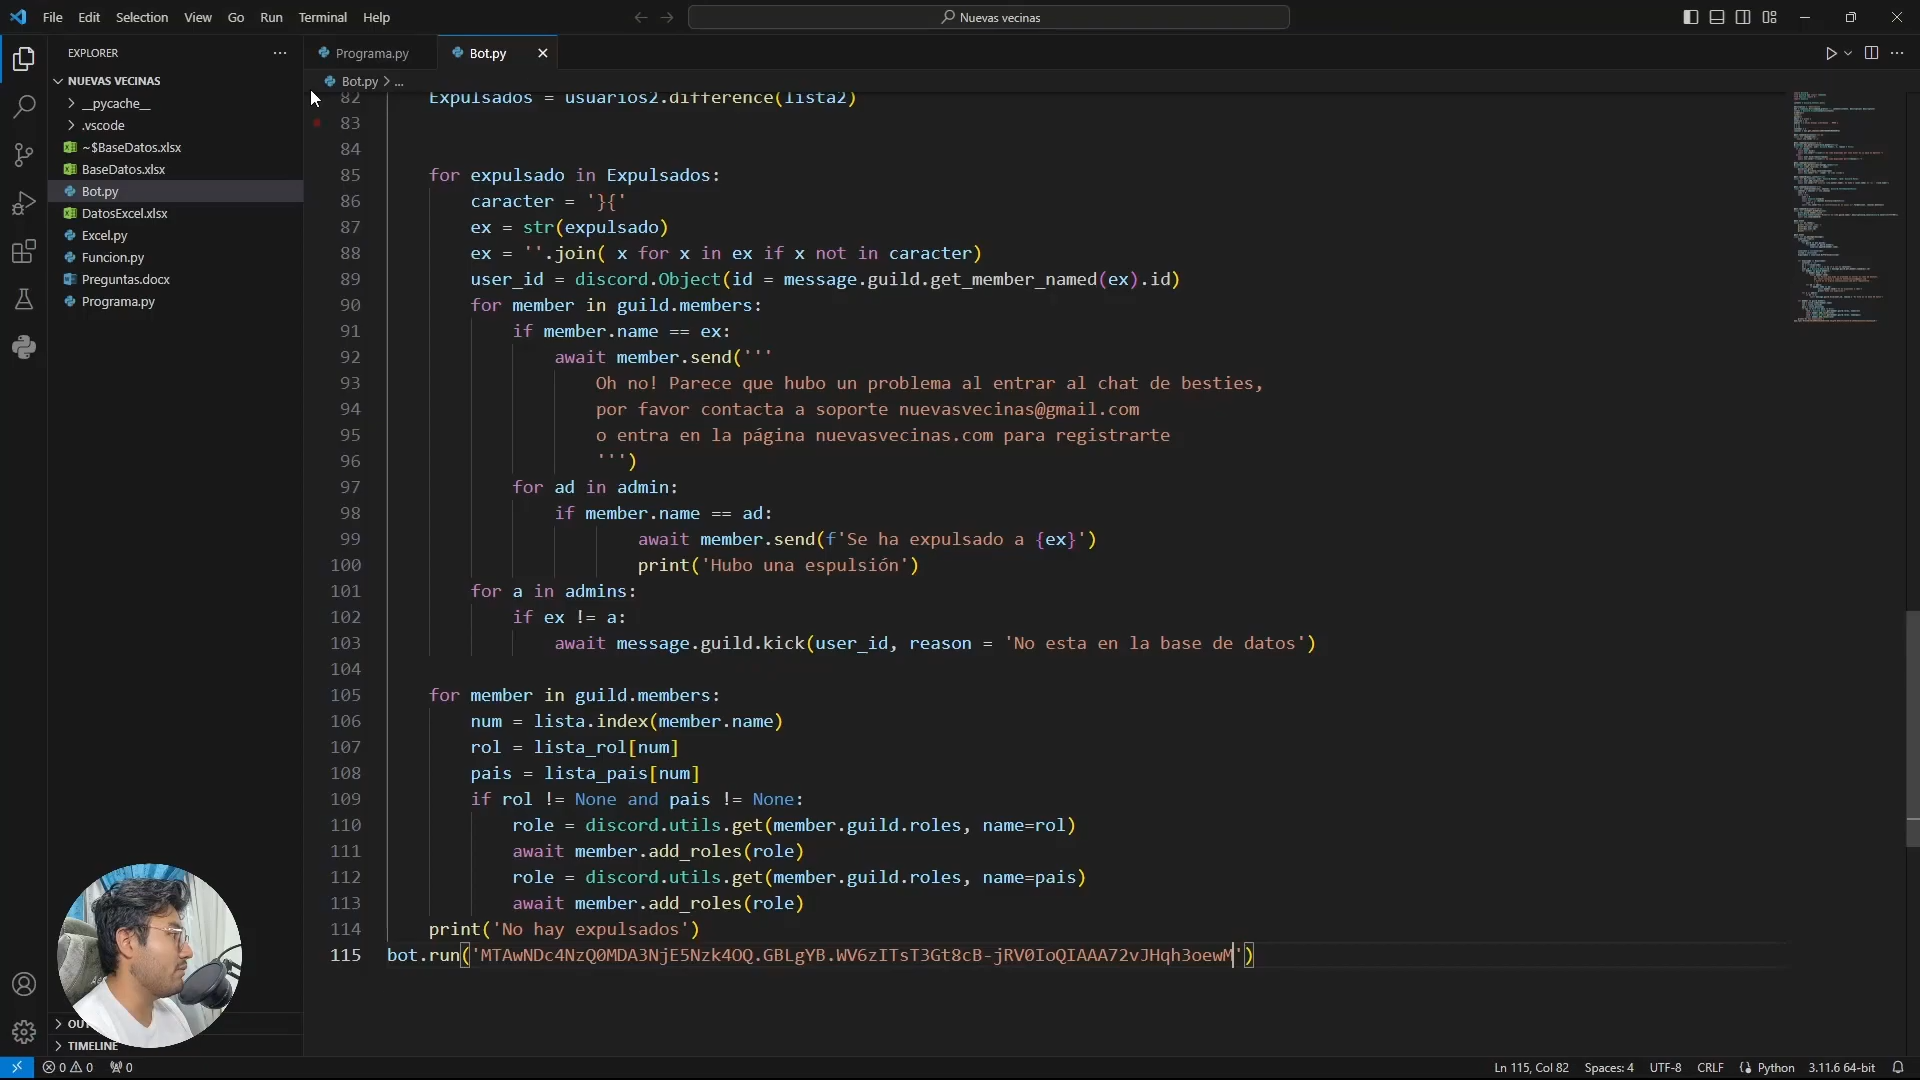 File Edit Selection View Go Run Terminal Help
Nuevas vecinas
EXPLORER
Programa.py
Bot.py
NUEVAS VECINAS
Bot.py > ...
__pycache__
.vscode
~$BaseDatos.xlsx
BaseDatos.xlsx
Bot.py
DatosExcel.xlsx
Excel.py
Funcion.py
Preguntas.docx
Programa.py
82 Expulsados = usuarios2.difference(lista2)
83
84
85 for expulsado in Expulsados:
86 caracter = '}{'
87 ex = str(expulsado)
88 ex = ''.join( x for x in ex if x not in caracter)
89 user_id = discord.Object(id = message.guild.get_member_named(ex).id)
90 for member in guild.members:
91 if member.name == ex:
92 await member.send('''
93 Oh no! Parece que hubo un problema al entrar al chat de besties,
94 por favor contacta a soporte nuevasvecinas@gmail.com
95 o entra en la página nuevasvecinas.com para registrarte
96 ''')
97 for ad in admin:
98 if member.name == ad:
99 await member.send(f'Se ha expulsado a {ex}')
100 print('Hubo una espulsión')
101 for a in admins:
102 if ex != a:
103 await message.guild.kick(user_id, reason = 'No esta en la base de datos')
104
105 for member in guild.members:
106 num = lista.index(member.name)
107 rol = lista_rol[num]
108 pais = lista_pais[num]
109 if rol != None and pais != None:
110 role = discord.utils.get(member.guild.roles, name=rol)
111 await member.add_roles(role)
112 role = discord.utils.get(member.guild.roles, name=pais)
113 await member.add_roles(role)
114 print('No hay expulsados')
115 bot.run('MTAwNDc4NzQ0MDA3NjE5Nzk4OQ.GBLgYB.WV6zITsT3Gt8cB-jRV0IoQIAAA72vJHqh3oewM')
TIMELINE
0 0 0
Ln 115, Col 82 Spaces: 4 UTF-8 CRLF Python 3.11.6 64-bit